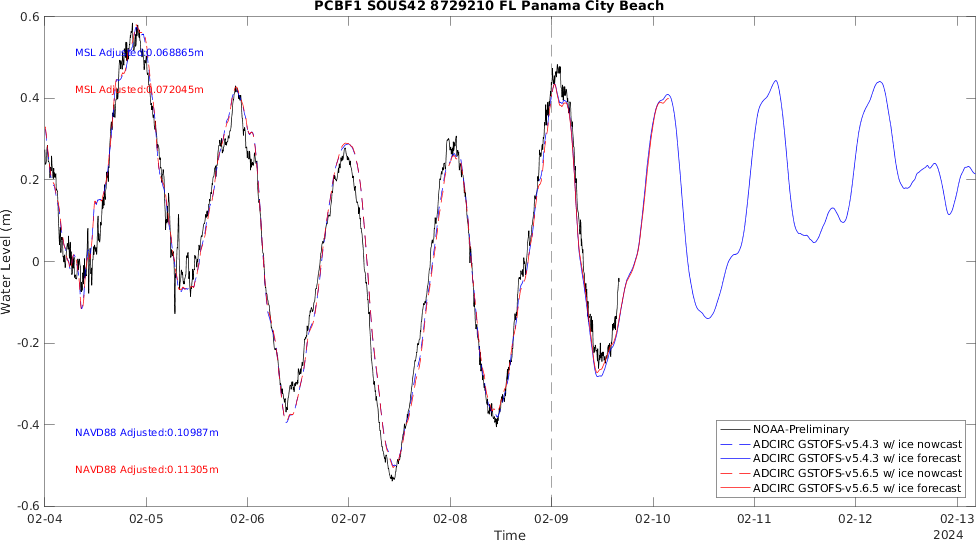 PCBF1 SOUS42 8729210 FL Panama City Beach
0.6
0.4
0.2
0
-0.2
-0.4
-0.6
Water Level (m)
MSL Adjusted:0.068865m
MSL Adjusted:0.072045m
NAVD88 Adjusted:0.10987m
NAVD88 Adjusted:0.11305m
NOAA-Preliminary
ADCIRC GSTOFS-v5.4.3 w/ ice nowcast
ADCIRC GSTOFS-v5.4.3 w/ ice forecast
ADCIRC GSTOFS-v5.6.5 w/ ice nowcast
ADCIRC GSTOFS-v5.6.5 w/ ice forecast
02-04 02-05 02-06 02-07 02-08 02-09 02-10 02-11 02-12 02-13
Time
2024